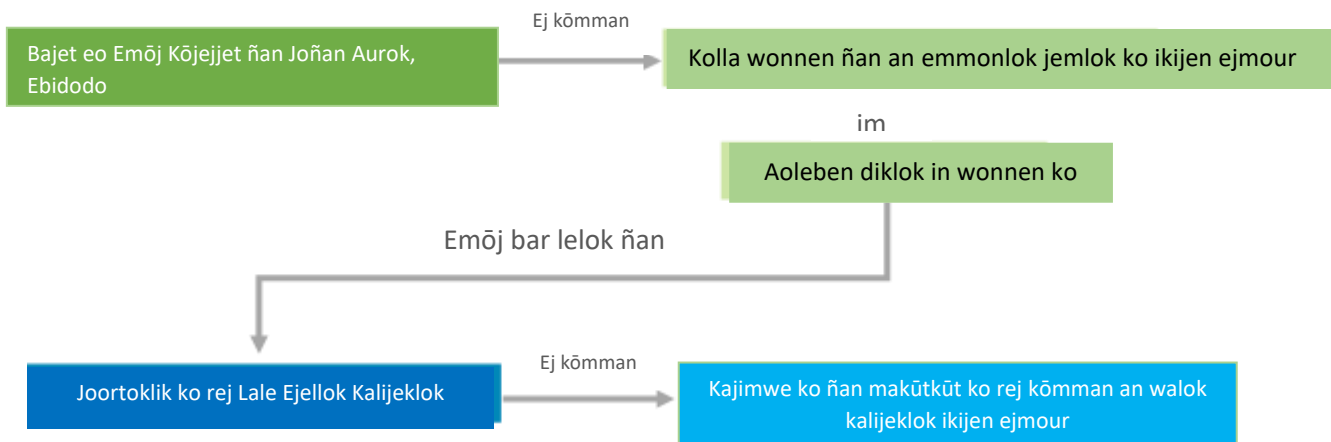 Ej kōmman
Bajet eo Emōj Kōjejjet ñan Joñan Aurok,
Ebidodo
Kolla wonnen ñan an emmonlok jemlok ko ikijen ejmour
im
Aoleben diklok in wonnen ko
Emōj bar lelok ñan
Ej kōmman
Joortoklik ko rej Lale Ejellok Kalijeklok
Kajimwe ko ñan makūtkūt ko rej kōmman an walok
kalijeklok ikijen ejmour